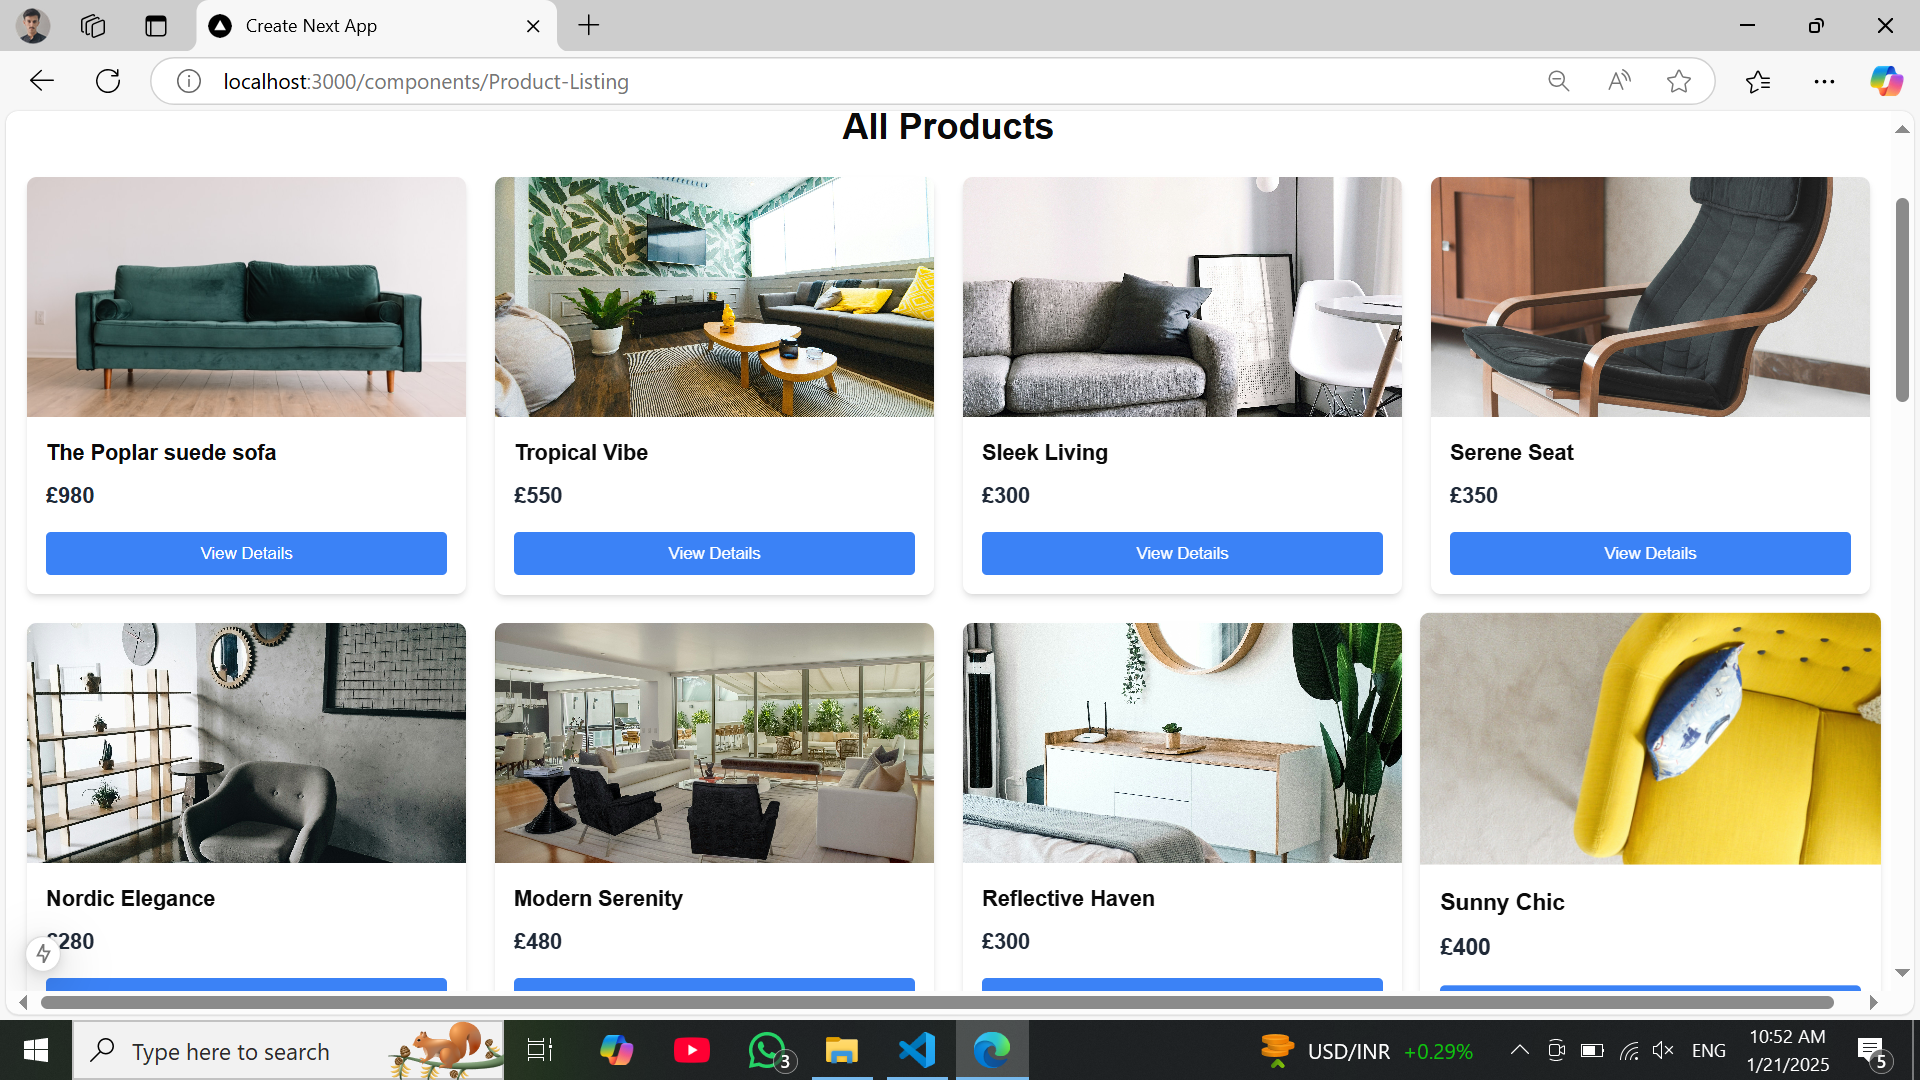 Create Next App
localhost:3000/components/Product-Listing
All Products
The Poplar suede sofa
£980
View Details
Tropical Vibe
£550
View Details
Sleek Living
£300
View Details
Serene Seat
£350
View Details
Nordic Elegance
£280
Modern Serenity
£480
Reflective Haven
£300
Sunny Chic
£400
Type here to search
3
USD/INR +0.29%
ENG
10:52 AM
1/21/2025
5